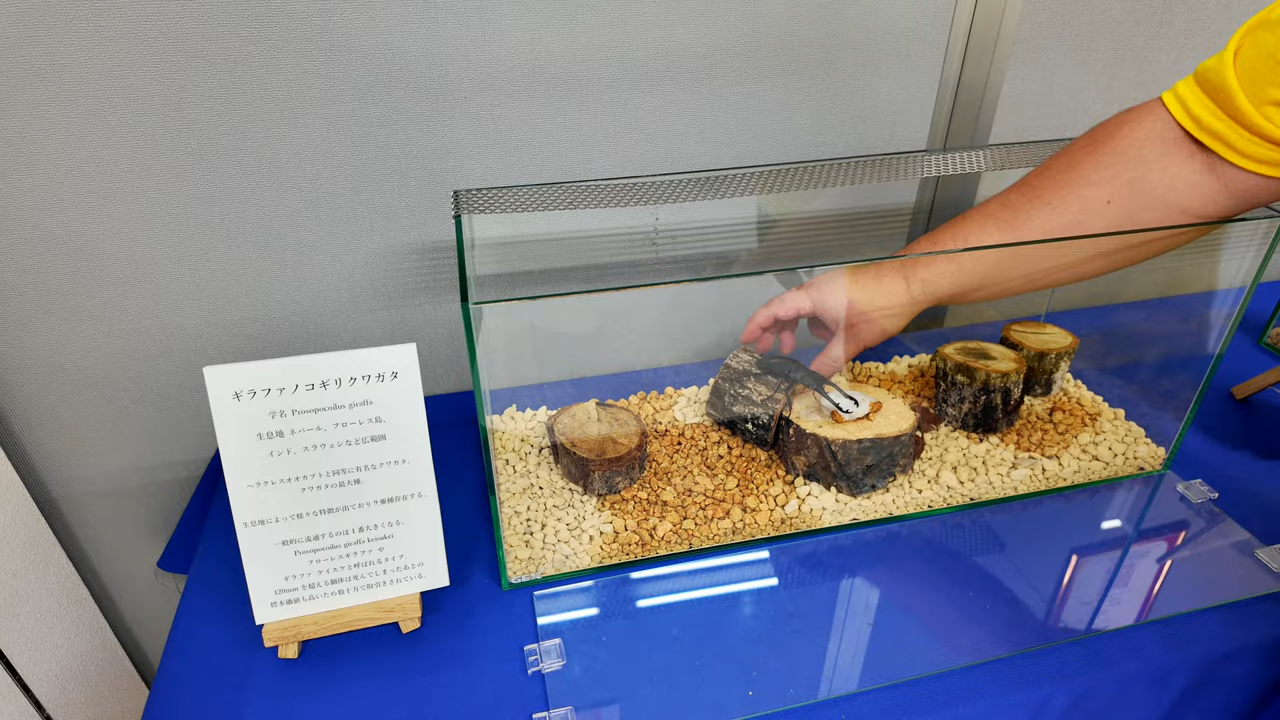 ギラファノコギリクワガタ
学名 Prosopocoilus giraffa
生息地 ネパール、フローレス島、
インド、スラウェシなど広範囲
ヘラクレスオオカブトと同等に有名なクワガタ。
クワガタの最大種。
生息地によって様々な特徴が出ており9亜種存在する。
一般的に流通するのは1番大きくなる、
Prosopocoilus giraffa keisukei
フローレスギラファ や
ギラファ ケイスケと呼ばれるタイプ。
120mmを超える個体は死んでしまったあとの
標本価値も高いため数十万で取引きされている。